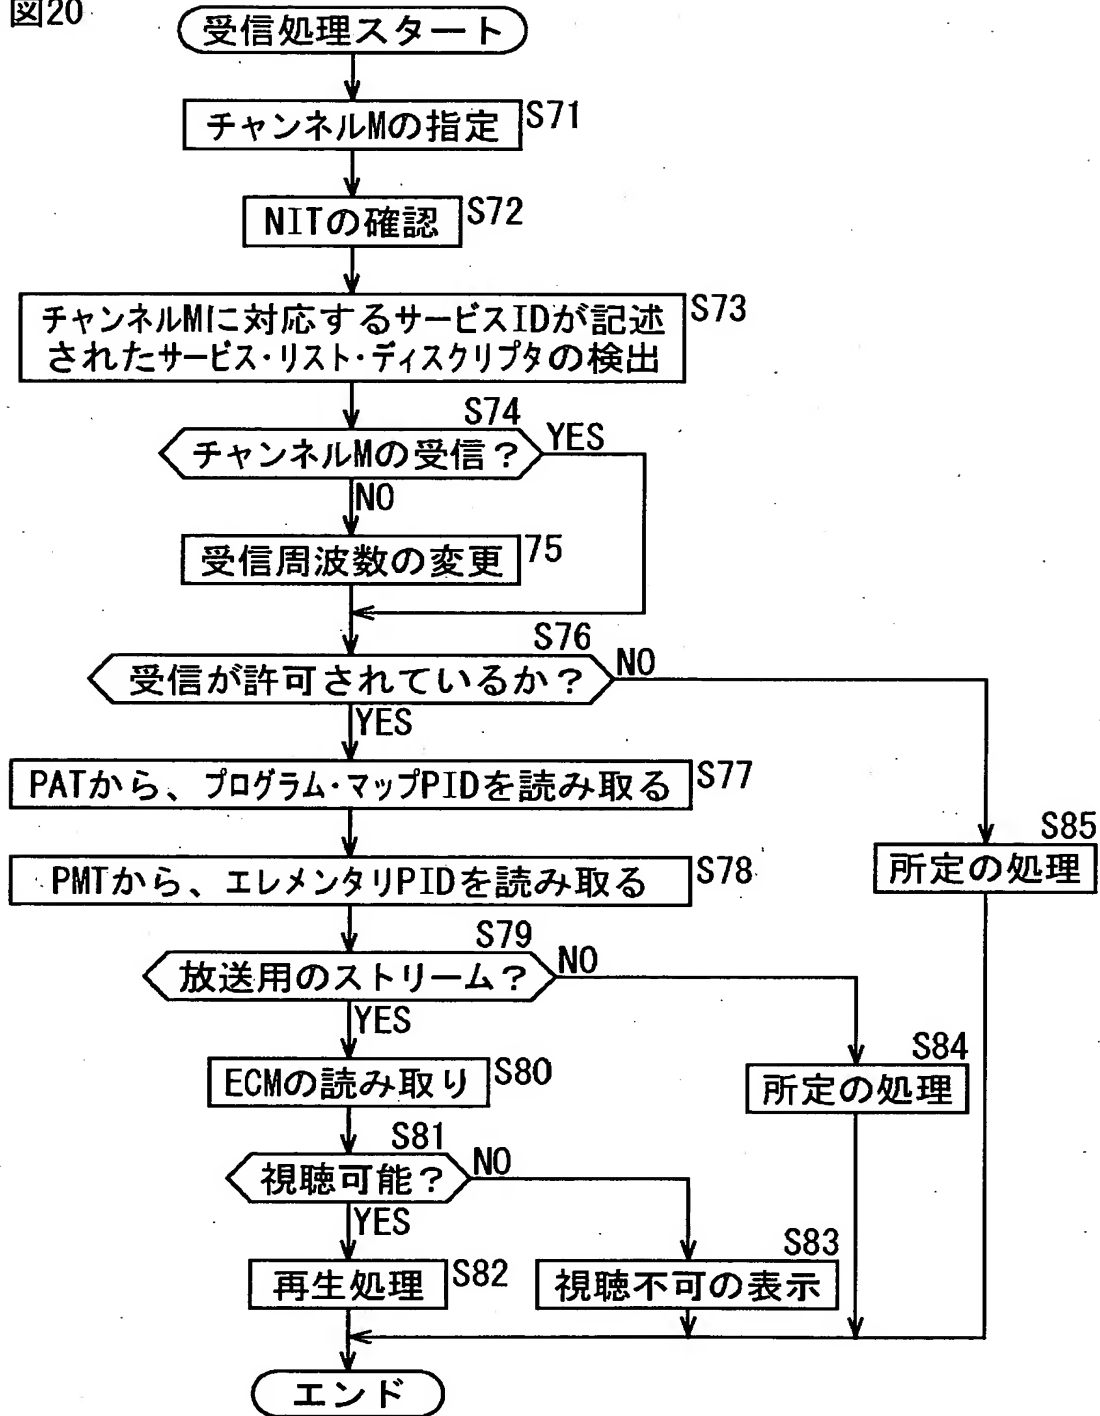 図20
受信処理スタート
チャンネルMの指定
S71
NITの確認
S72
チャンネルMに対応するサービスIDが記述
されたサービス・リスト・ディスクリプタの検出
S73
S74
チャンネルMの受信？
YES
NO
受信周波数の変更
75
S76
受信が許可されているか？
NO
YES
PATから、プログラム・マップPIDを読み取る
S77
S85
所定の処理
PMTから、エレメンタリPIDを読み取る
S78
S79
放送用のストリーム？
NO
YES
S84
所定の処理
ECMの読み取り
S80
S81
視聴可能？
NO
YES
S83
視聴不可の表示
再生処理
S82
エンド